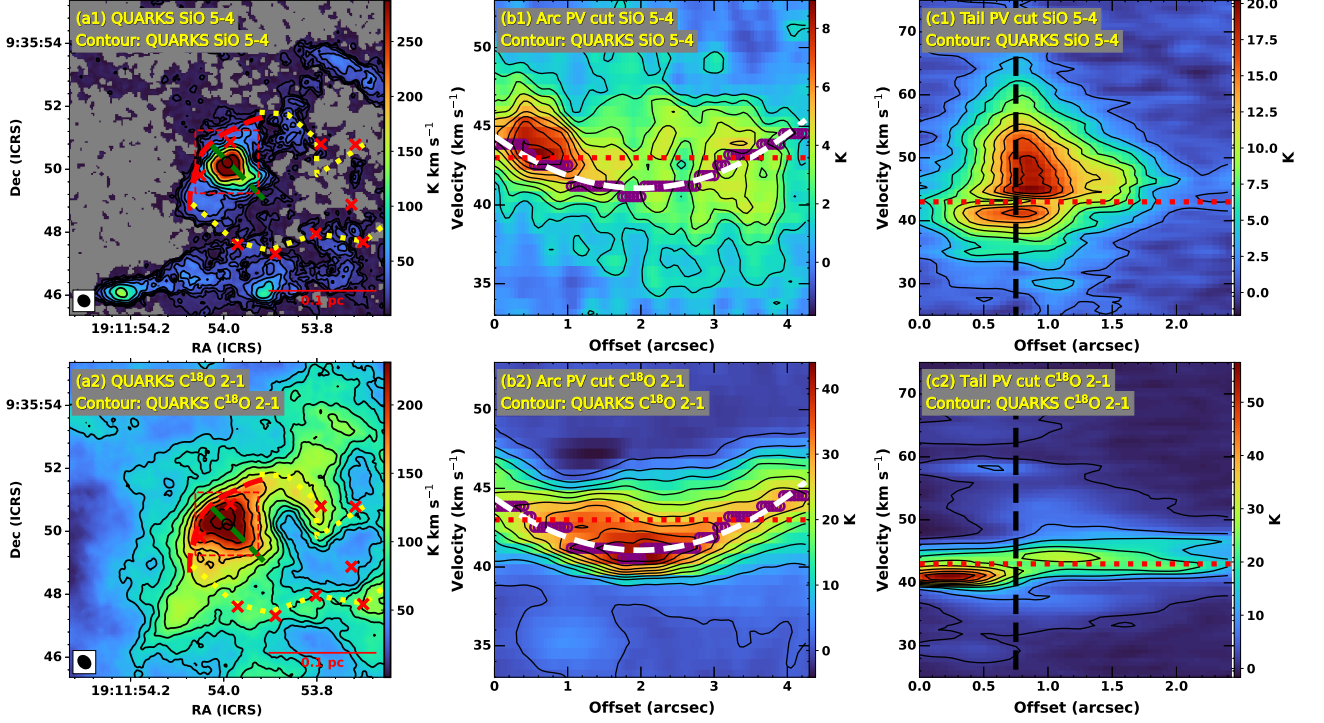 (a1) QUARKS SiO 5-4
Contour: QUARKS SiO 5-4
9:35:54
52
50
48
46
Dec (ICRS)
0.1 pc
19:11:54.2
54.0
53.8
RA (ICRS)
250
200
150
100
50
K km s⁻¹
(b1) Arc PV cut SiO 5-4
Contour: QUARKS SiO 5-4
50
45
40
35
Velocity (km s⁻¹)
0 1 2 3 4
Offset (arcsec)
8
6
4
2
0
K
(c1) Tail PV cut SiO 5-4
Contour: QUARKS SiO 5-4
70
60
50
40
30
Velocity (km s⁻¹)
0.0 0.5 1.0 1.5 2.0
Offset (arcsec)
20.0
17.5
15.0
12.5
10.0
7.5
5.0
2.5
0.0
K
(a2) QUARKS C¹⁸O 2-1
Contour: QUARKS C¹⁸O 2-1
9:35:54
52
50
48
46
Dec (ICRS)
0.1 pc
19:11:54.2
54.0
53.8
RA (ICRS)
200
150
100
50
K km s⁻¹
(b2) Arc PV cut C¹⁸O 2-1
Contour: QUARKS C¹⁸O 2-1
50
45
40
35
Velocity (km s⁻¹)
0 1 2 3 4
Offset (arcsec)
40
30
20
10
0
K
(c2) Tail PV cut C¹⁸O 2-1
Contour: QUARKS C¹⁸O 2-1
70
60
50
40
30
Velocity (km s⁻¹)
0.0 0.5 1.0 1.5 2.0
Offset (arcsec)
50
40
30
20
10
0
K